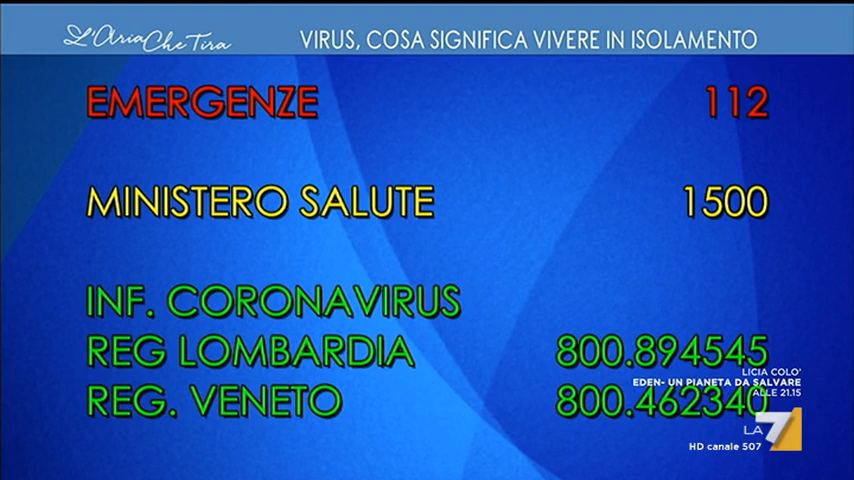 L'Aria Che Tira
VIRUS, COSA SIGNIFICA VIVERE IN ISOLAMENTO
EMERGENZE 112
MINISTERO SALUTE 1500
INF. CORONAVIRUS
REG LOMBARDIA 800.894545
REG. VENETO 800.462340
LICIA COLO'
EDEN- UN PIANETA DA SALVARE
ALLE 21.15
LA 7
HD canale 507